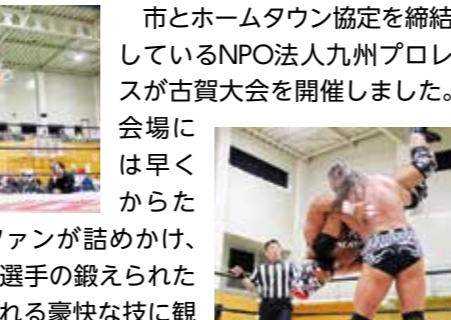 市とホームタウン協定を締結
しているNPO法人九州プロレ
スが古賀大会を開催しました。
会場に
は早く
からた
ファンが詰めかけ、
選手の鍛えられた
れる豪快な技に観